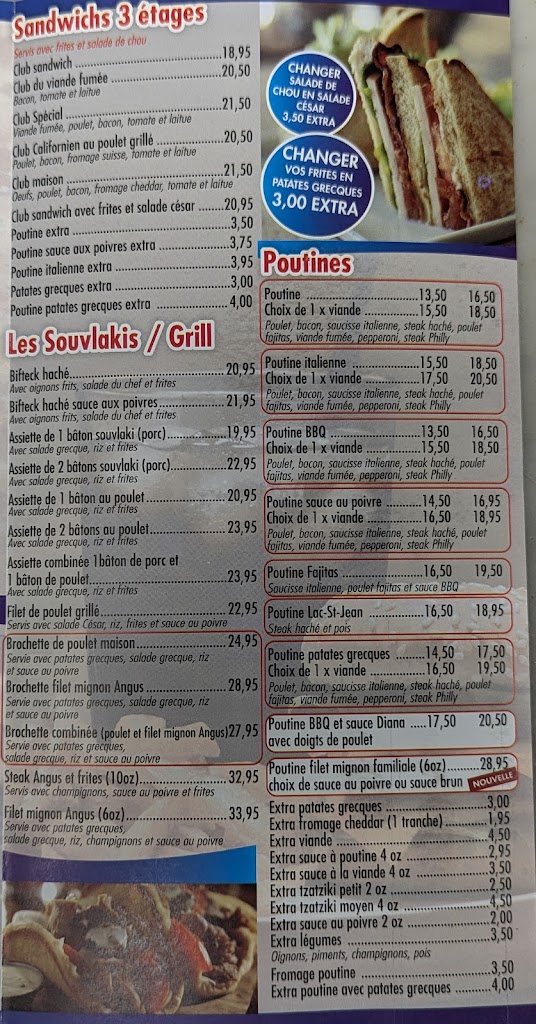 Sandwichs 3 étages
Servis avec frites et salade de chou
Club sandwich 18,95
Club du viande fumée 20,50
Bacon, tomate et laitue
Club Spécial 21,50
Viande fumée, poulet, bacon, tomate et laitue
Club Californien au poulet grillé 20,50
Poulet, bacon, fromage suisse, tomate et laitue
Club maison 21,50
Oeufs, poulet, bacon, fromage cheddar, tomate et laitue
Club sandwich avec frites et salade césar 20,95
Poutine extra 3,50
Poutine sauce aux poivres extra 3,75
Poutine italienne extra 3,95
Patates grecques extra 3,00
Poutine patates grecques extra 4,00
Les Souvlakis / Grill
Bifteck haché 20,95
Avec oignons frits, salade du chef et frites
Bifteck haché sauce aux poivres 21,95
Avec oignons frits, salade du chef et frites
Assiette de 1 bâton souvlaki (porc) 19,95
Avec salade grecque, riz et frites
Assiette de 2 bâtons souvlaki (porc) 22,95
Avec salade grecque, riz et frites
Assiette de 1 bâton au poulet 20,95
Avec salade grecque, riz et frites
Assiette de 2 bâtons au poulet 23,95
Avec salade grecque, riz et frites
Assiette combinée 1bâton de porc et
1 bâton de poulet 23,95
Avec salade grecque, riz et frites
Filet de poulet grillé 22,95
Servis avec salade César, riz, frites et sauce au poivre
Brochette de poulet maison 24,95
Servie avec patates grecques, salade grecque, riz
et sauce au poivre
Brochette filet mignon Angus 28,95
Servie avec patates grecques, salade grecque, riz
et sauce au poivre
Brochette combinée (poulet et filet mignon Angus) 27,95
Servie avec patates grecques,
salade grecque, riz et sauce au poivre
Steak Angus et frites (10oz) 32,95
Servis avec champignons, sauce au poivre et frites
Filet mignon Angus (6oz) 33,95
Servie avec patates grecques,
salade grecque, riz, champignons et sauce au poivre
CHANGER
SALADE DE
CHOU EN SALADE
CÉSAR
3,50 EXTRA
CHANGER
VOS FRITES EN
PATATES GRECQUES
3,00 EXTRA
Poutines
Poutine 13,50 16,50
Choix de 1 x viande 15,50 18,50
Poulet, bacon, saucisse italienne, steak haché, poulet
fajitas, viande fumée, pepperoni, steak Philly
Poutine italienne 15,50 18,50
Choix de 1 x viande 17,50 20,50
Poulet, bacon, saucisse italienne, steak haché, poulet
fajitas, viande fumée, pepperoni, steak Philly
Poutine BBQ 13,50 16,50
Choix de 1 x viande 15,50 18,50
Poulet, bacon, saucisse italienne, steak haché, poulet
fajitas, viande fumée, pepperoni, steak Philly
Poutine sauce au poivre 14,50 16,95
Choix de 1 x viande 16,50 18,95
Poulet, bacon, saucisse italienne, steak haché, poulet
fajitas, viande fumée, pepperoni, steak Philly
Poutine Fajitas 16,50 19,50
Saucisse italienne, poulet fajitas et sauce BBQ
Poutine Lac-St-Jean 16,50 18,95
Steak haché et pois
Poutine patates grecques 14,50 17,50
Choix de 1 x viande 16,50 19,50
Poulet, bacon, saucisse italienne, steak haché, poulet
fajitas, viande fumée, pepperoni, steak Philly
Poutine BBQ et sauce Diana 17,50 20,50
avec doigts de poulet
Poutine filet mignon familiale (6oz) 28,95
choix de sauce au poivre ou sauce brun NOUVELLE
Extra patates grecques 3,00
Extra fromage cheddar (1 tranche) 1,95
Extra viande 4,50
Extra sauce à poutine 4 oz 2,95
Extra sauce à la viande 4 oz 3,50
Extra tzatziki petit 2 oz 2,50
Extra tzatziki moyen 4 oz 4,50
Extra sauce au poivre 2 oz 2,00
Extra légumes 3,50
Oignons, piments, champignons, pois
Fromage poutine 3,50
Extra poutine avec patates grecques 4,00